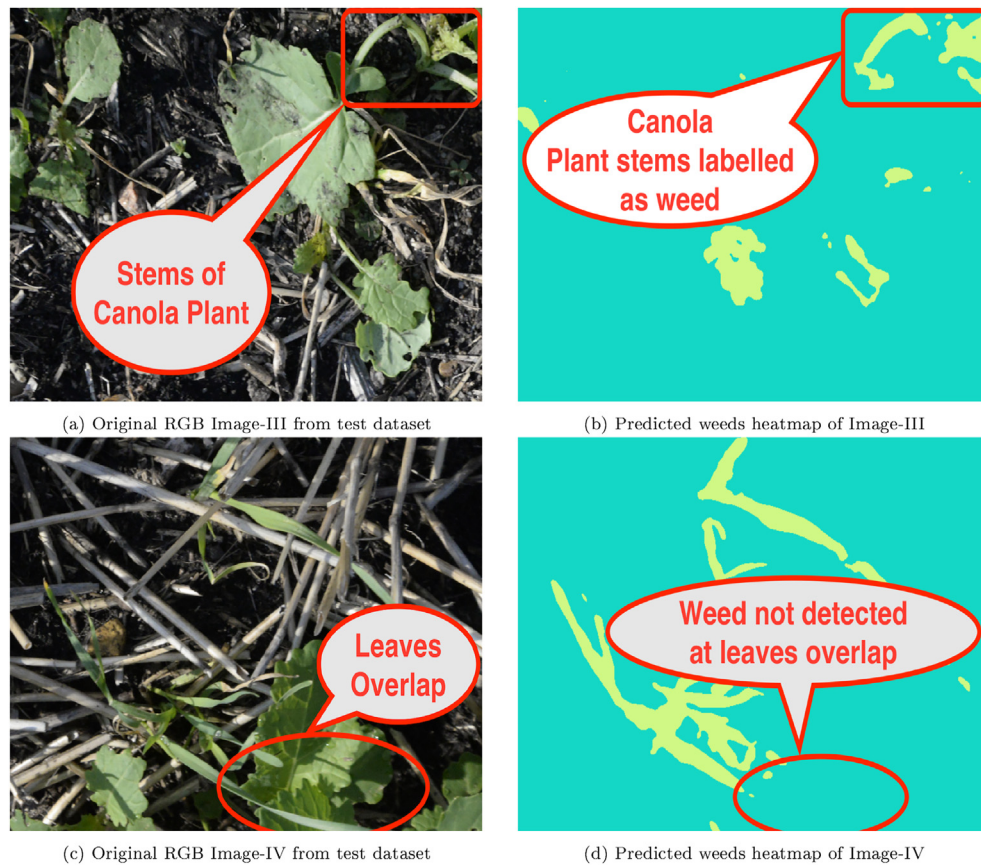 Stems of
Canola Plant
Canola
Plant stems labelled
as weed
(a) Original RGB Image-III from test dataset
(b) Predicted weeds heatmap of Image-III
Leaves
Overlap
Weed not detected
at leaves overlap
(c) Original RGB Image-IV from test dataset
(d) Predicted weeds heatmap of Image-IV